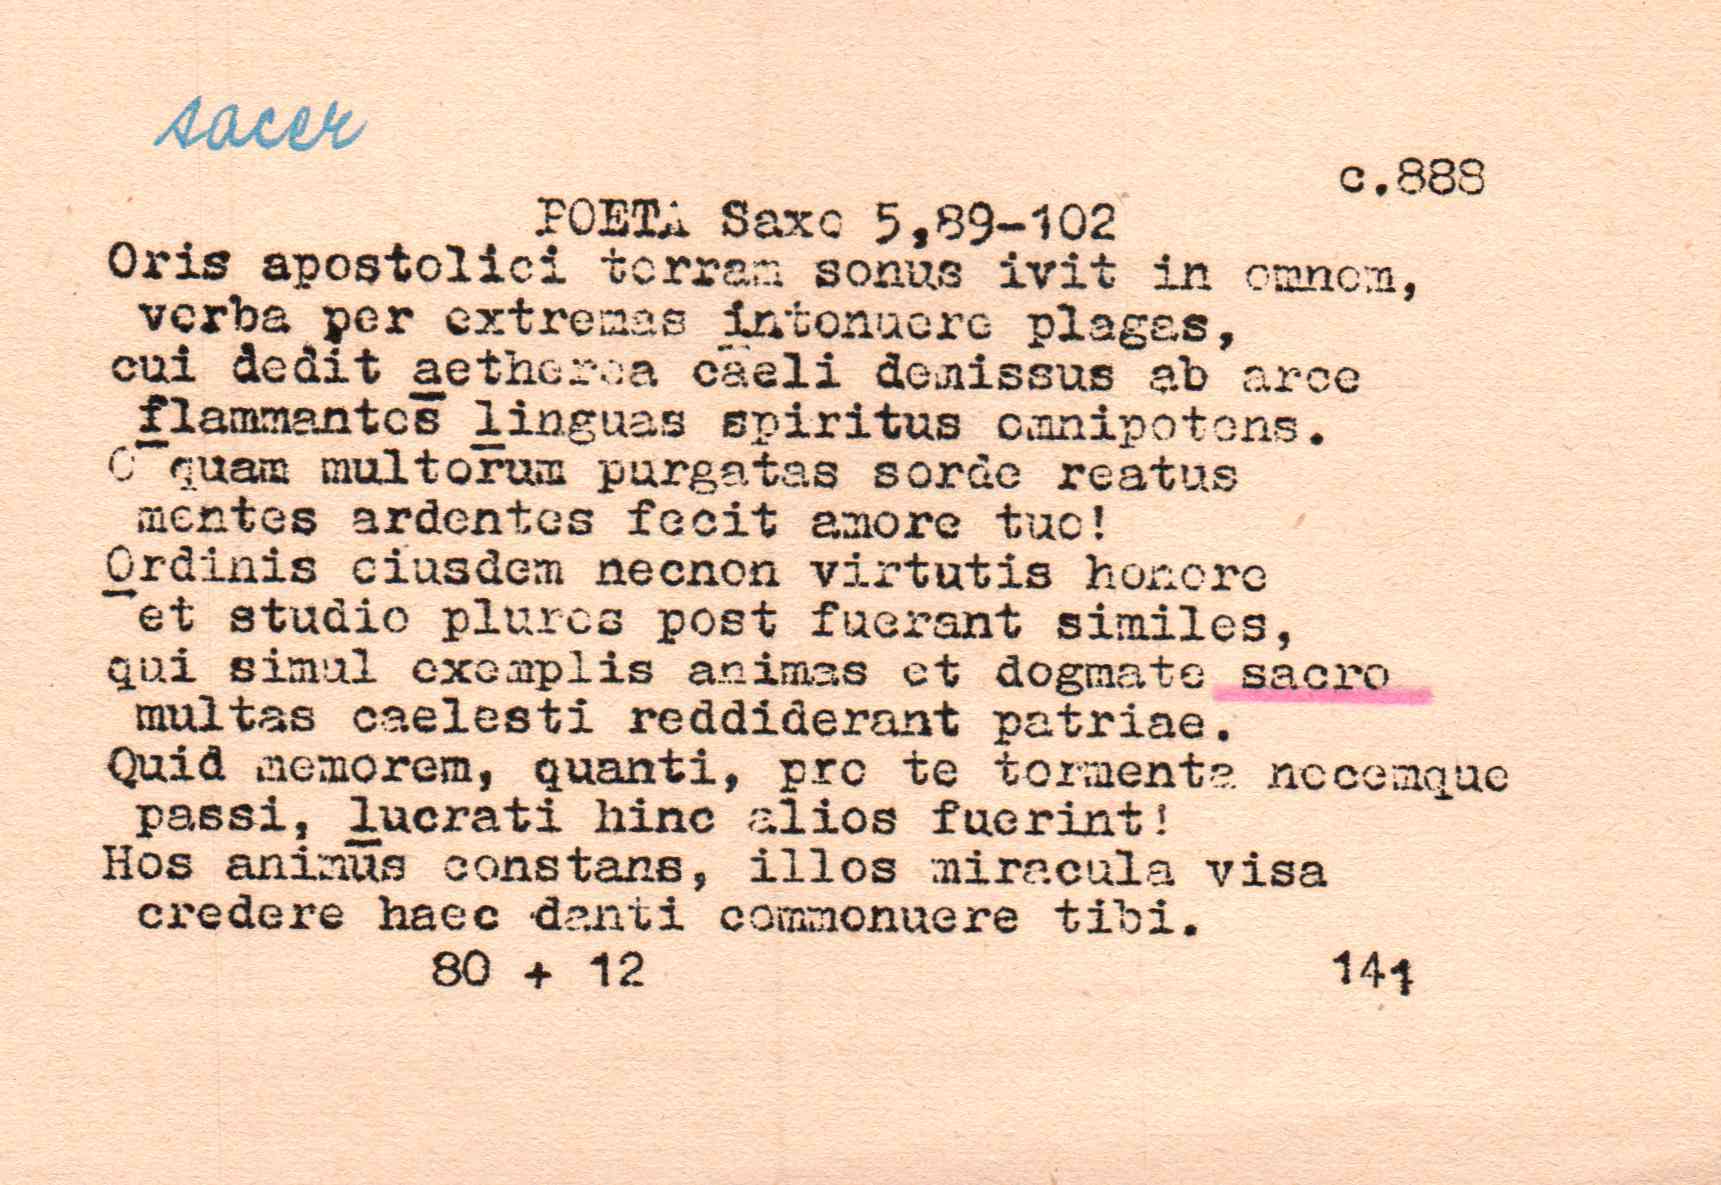 sacer
c.888
POETA Saxo 5,89-102
Oris apostolici terram sonus ivit in omnem,
verba per extremas intonuere plagas,
cui dedit aetherea caeli demissus ab arce
flammantes linguas spiritus omnipotens.
O quam multorum purgatas sorde reatus
mentes ardentes fecit amore tuo!
Ordinis eiusdem necnon virtutis honore
et studio plures post fuerant similes,
qui simul exemplis animas et dogmate sacro
multas caelesti reddiderant patriae.
Quid memorem, quanti, pro te tormenta necemque
passi, lucrati hinc alios fuerint!
Hos animus constans, illos miracula visa
credere haec danti commonuere tibi.
80 + 12 141